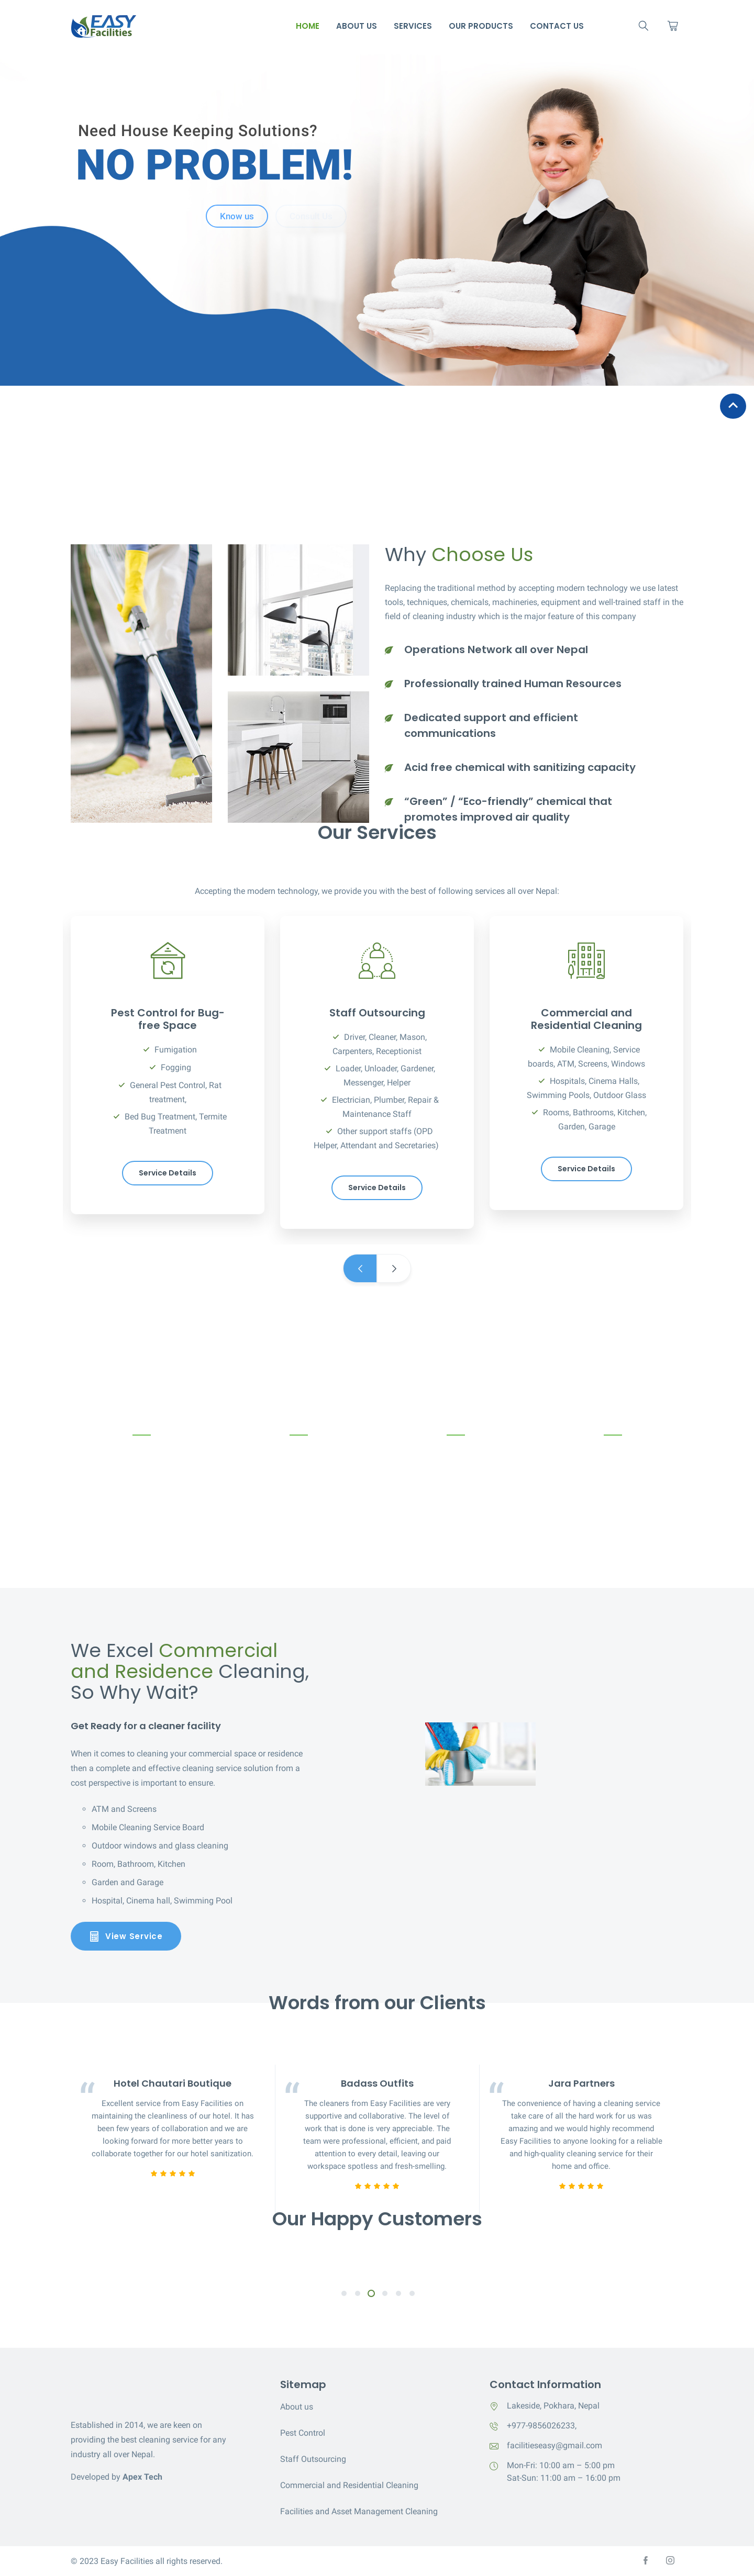 EASY
Facilities
HOME
ABOUT US
SERVICES
OUR PRODUCTS
CONTACT US
Need House Keeping Solutions?
NO PROBLEM!
Know us
Why Choose Us
Replacing the traditional method by accepting modern technology we use latest
tools, techniques, chemicals, machineries, equipment and well-trained staff in the
field of cleaning industry which is the major feature of this company
Operations Network all over Nepal
Professionally trained Human Resources
Dedicated support and efficient
communications
Acid free chemical with sanitizing capacity
“Green” / “Eco-friendly” chemical that
promotes improved air quality
Our Services
Accepting the modern technology, we provide you with the best of following services all over Nepal:
Pest Control for Bug-
free Space
Fumigation
Fogging
General Pest Control, Rat
treatment,
Bed Bug Treatment, Termite
Treatment
Service Details
Staff Outsourcing
Driver, Cleaner, Mason,
Carpenters, Receptionist
Loader, Unloader, Gardener,
Messenger, Helper
Electrician, Plumber, Repair &
Maintenance Staff
Other support staffs (OPD
Helper, Attendant and Secretaries)
Service Details
Commercial and
Residential Cleaning
Mobile Cleaning, Service
boards, ATM, Screens, Windows
Hospitals, Cinema Halls,
Swimming Pools, Outdoor Glass
Rooms, Bathrooms, Kitchen,
Garden, Garage
Service Details
We Excel Commercial
and Residence Cleaning,
So Why Wait?
Get Ready for a cleaner facility
When it comes to cleaning your commercial space or residence
then a complete and effective cleaning service solution from a
cost perspective is important to ensure.
ATM and Screens
Mobile Cleaning Service Board
Outdoor windows and glass cleaning
Room, Bathroom, Kitchen
Garden and Garage
Hospital, Cinema hall, Swimming Pool
View Service
Words from our Clients
Hotel Chautari Boutique
Excellent service from Easy Facilities on
maintaining the cleanliness of our hotel. It has
been few years of collaboration and we are
looking forward for more better years to
collaborate together for our hotel sanitization.
Badass Outfits
The cleaners from Easy Facilities are very
supportive and collaborative. The level of
work that is done is very appreciable. The
team were professional, efficient, and paid
attention to every detail, leaving our
workspace spotless and fresh-smelling.
Jara Partners
The convenience of having a cleaning service
take care of all the hard work for us was
amazing and we would highly recommend
Easy Facilities to anyone looking for a reliable
and high-quality cleaning service for their
home and office.
Our Happy Customers
Established in 2014, we are keen on
providing the best cleaning service for any
industry all over Nepal.
Developed by Apex Tech
Sitemap
About us
Pest Control
Staff Outsourcing
Commercial and Residential Cleaning
Facilities and Asset Management Cleaning
Contact Information
Lakeside, Pokhara, Nepal
+977-9856026233,
facilitieseasy@gmail.com
Mon-Fri: 10:00 am – 5:00 pm
Sat-Sun: 11:00 am – 16:00 pm
© 2023 Easy Facilities all rights reserved.